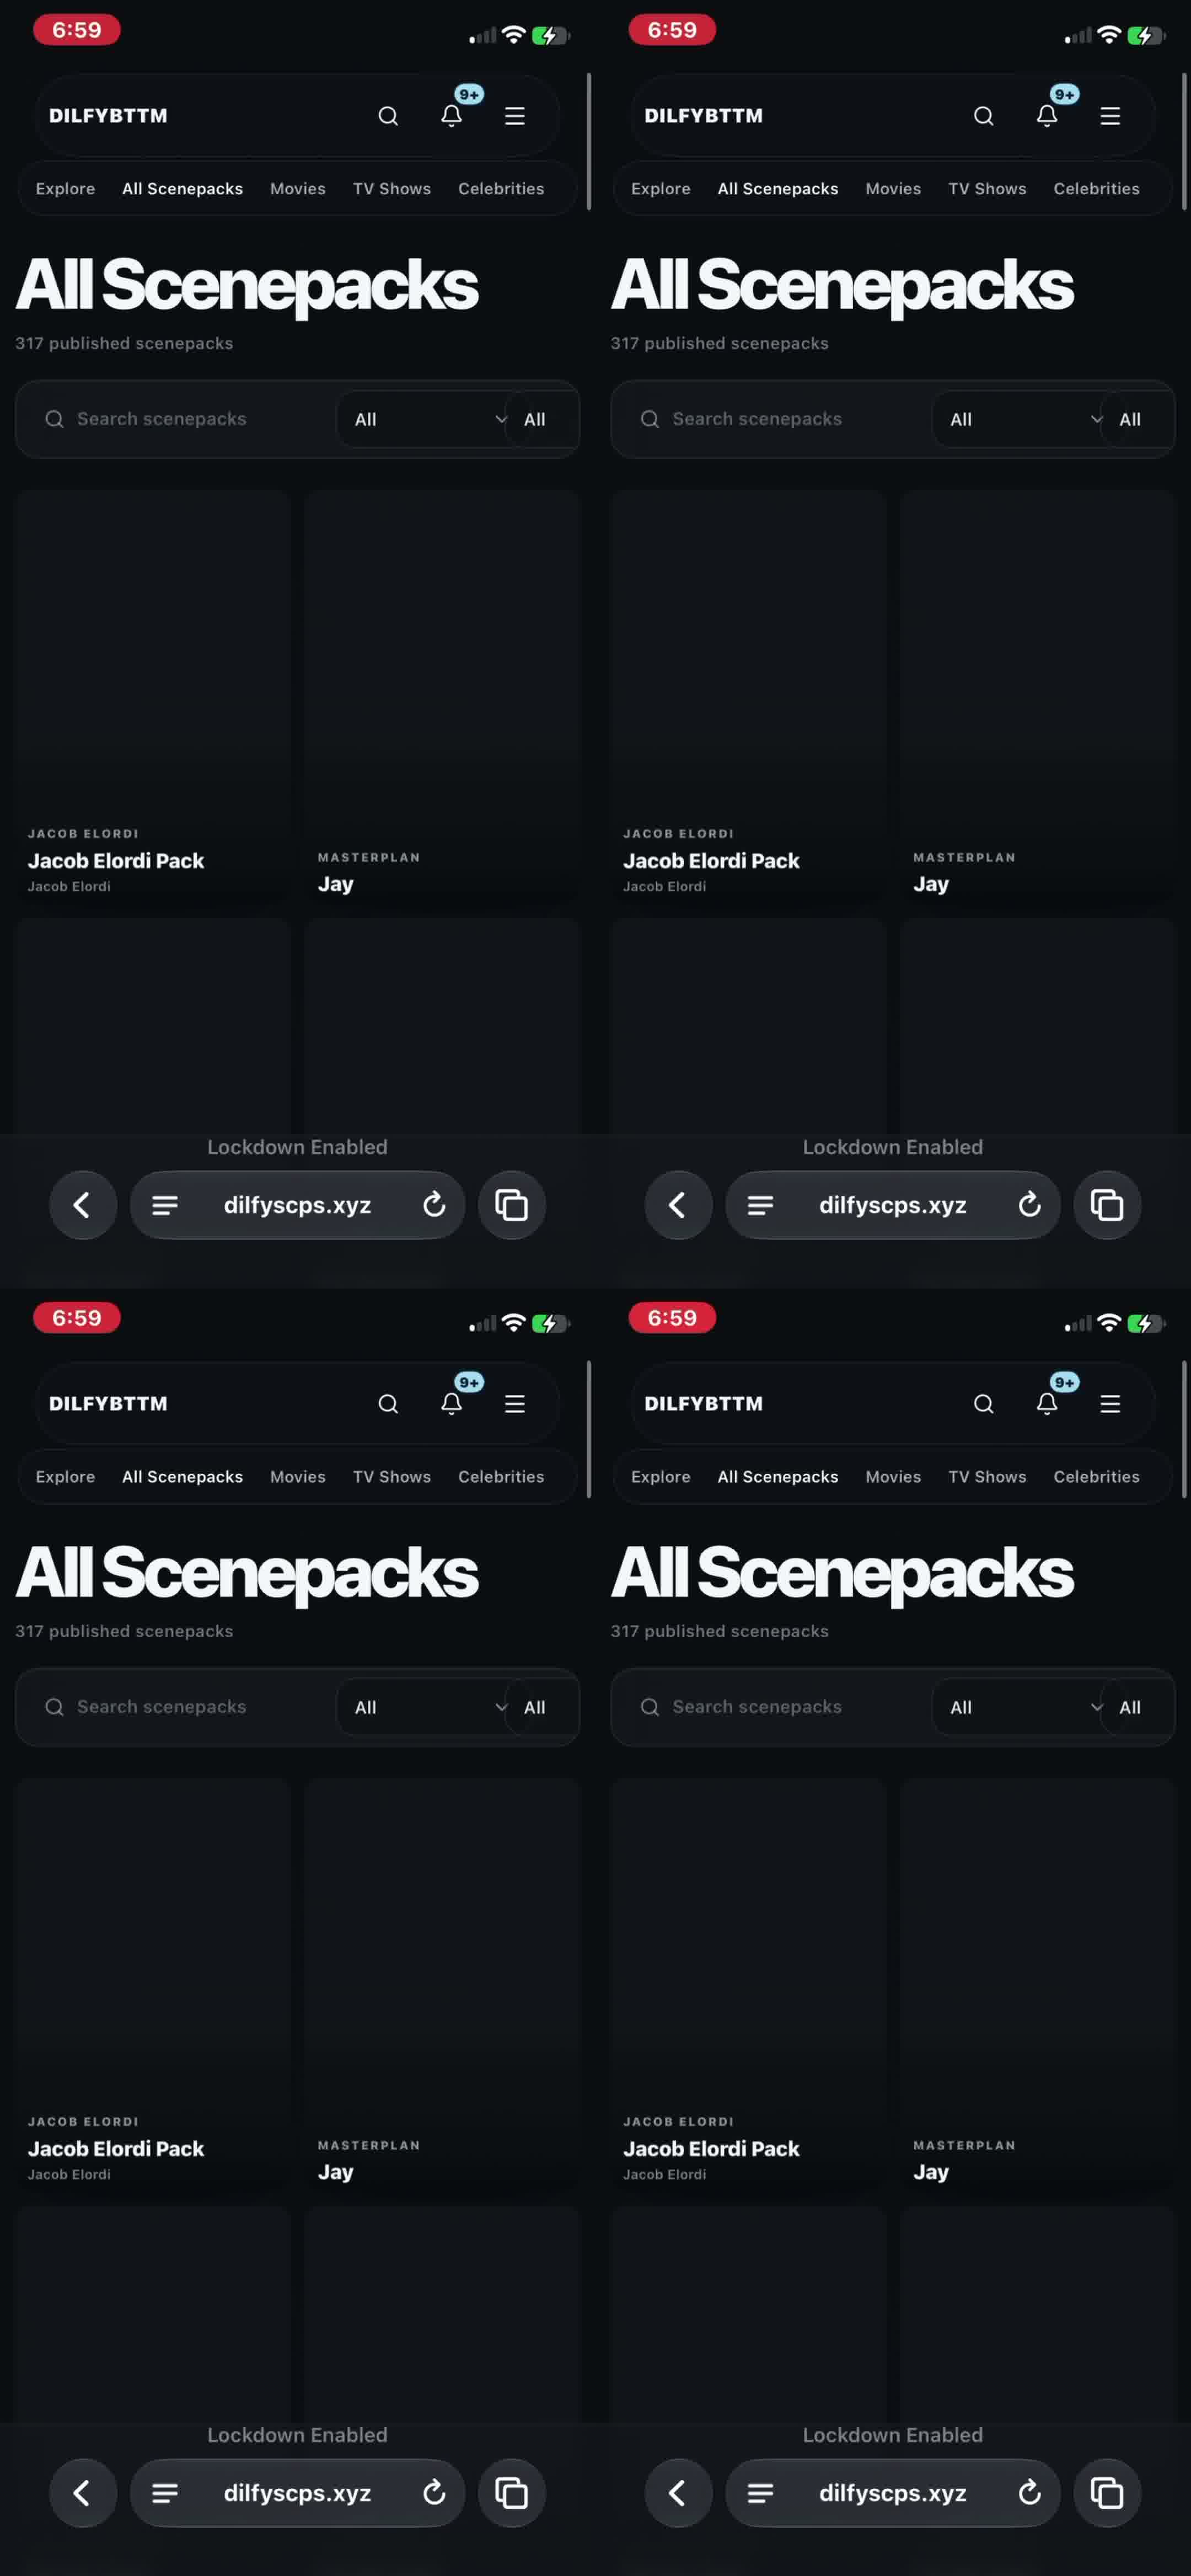 6:59
9+
DILFYBTTM
Explore All Scenepacks Movies TV Shows Celebrities
All Scenepacks
317 published scenepacks
Search scenepacks All All
JACOB ELORDI
Jacob Elordi Pack
Jacob Elordi
MASTERPLAN
Jay
Lockdown Enabled
dilfyscps.xyz
6:59
9+
DILFYBTTM
Explore All Scenepacks Movies TV Shows Celebrities
All Scenepacks
317 published scenepacks
Search scenepacks All All
JACOB ELORDI
Jacob Elordi Pack
Jacob Elordi
MASTERPLAN
Jay
Lockdown Enabled
dilfyscps.xyz
6:59
9+
DILFYBTTM
Explore All Scenepacks Movies TV Shows Celebrities
All Scenepacks
317 published scenepacks
Search scenepacks All All
JACOB ELORDI
Jacob Elordi Pack
Jacob Elordi
MASTERPLAN
Jay
Lockdown Enabled
dilfyscps.xyz
6:59
9+
DILFYBTTM
Explore All Scenepacks Movies TV Shows Celebrities
All Scenepacks
317 published scenepacks
Search scenepacks All All
JACOB ELORDI
Jacob Elordi Pack
Jacob Elordi
MASTERPLAN
Jay
Lockdown Enabled
dilfyscps.xyz